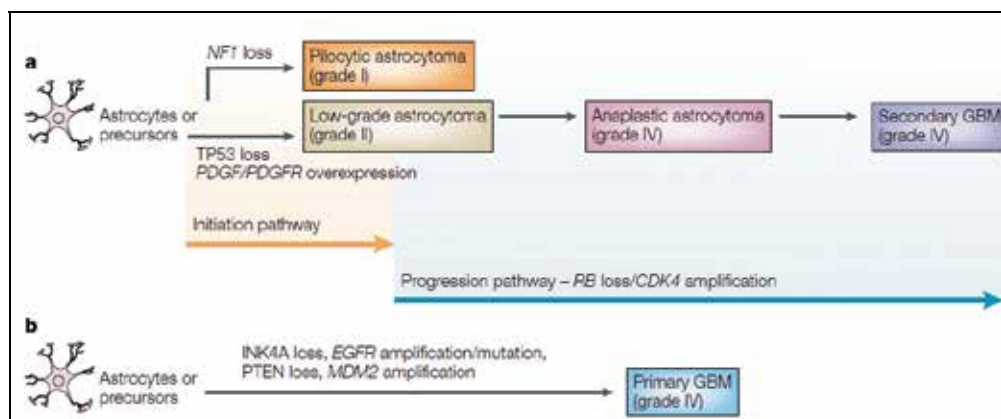 a
NF1 loss
Pilocytic astrocytoma
(grade I)
Astrocytes or
precursors
Low-grade astrocytoma
(grade II)
Anaplastic astrocytoma
(grade IV)
Secondary GBM
(grade IV)
TP53 loss
PDGF/PDGFR overexpression
Initiation pathway
Progression pathway – RB loss/CDK4 amplification
b
Astrocytes or
precursors
INK4A loss, EGFR amplification/mutation,
PTEN loss, MDM2 amplification
Primary GBM
(grade IV)